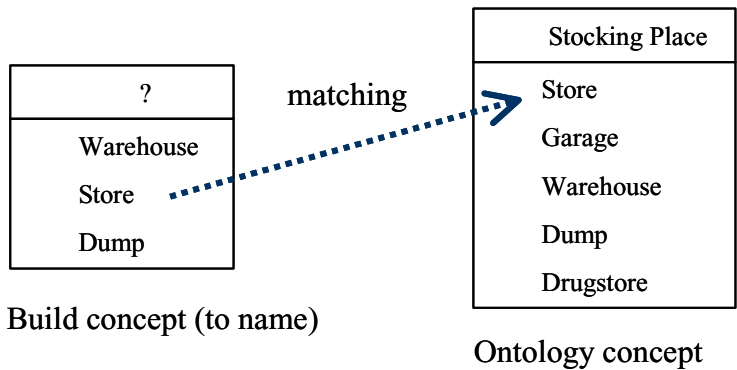 ?
Warehouse
Store
Dump
Build concept (to name)
matching
Stocking Place
Store
Garage
Warehouse
Dump
Drugstore
Ontology concept